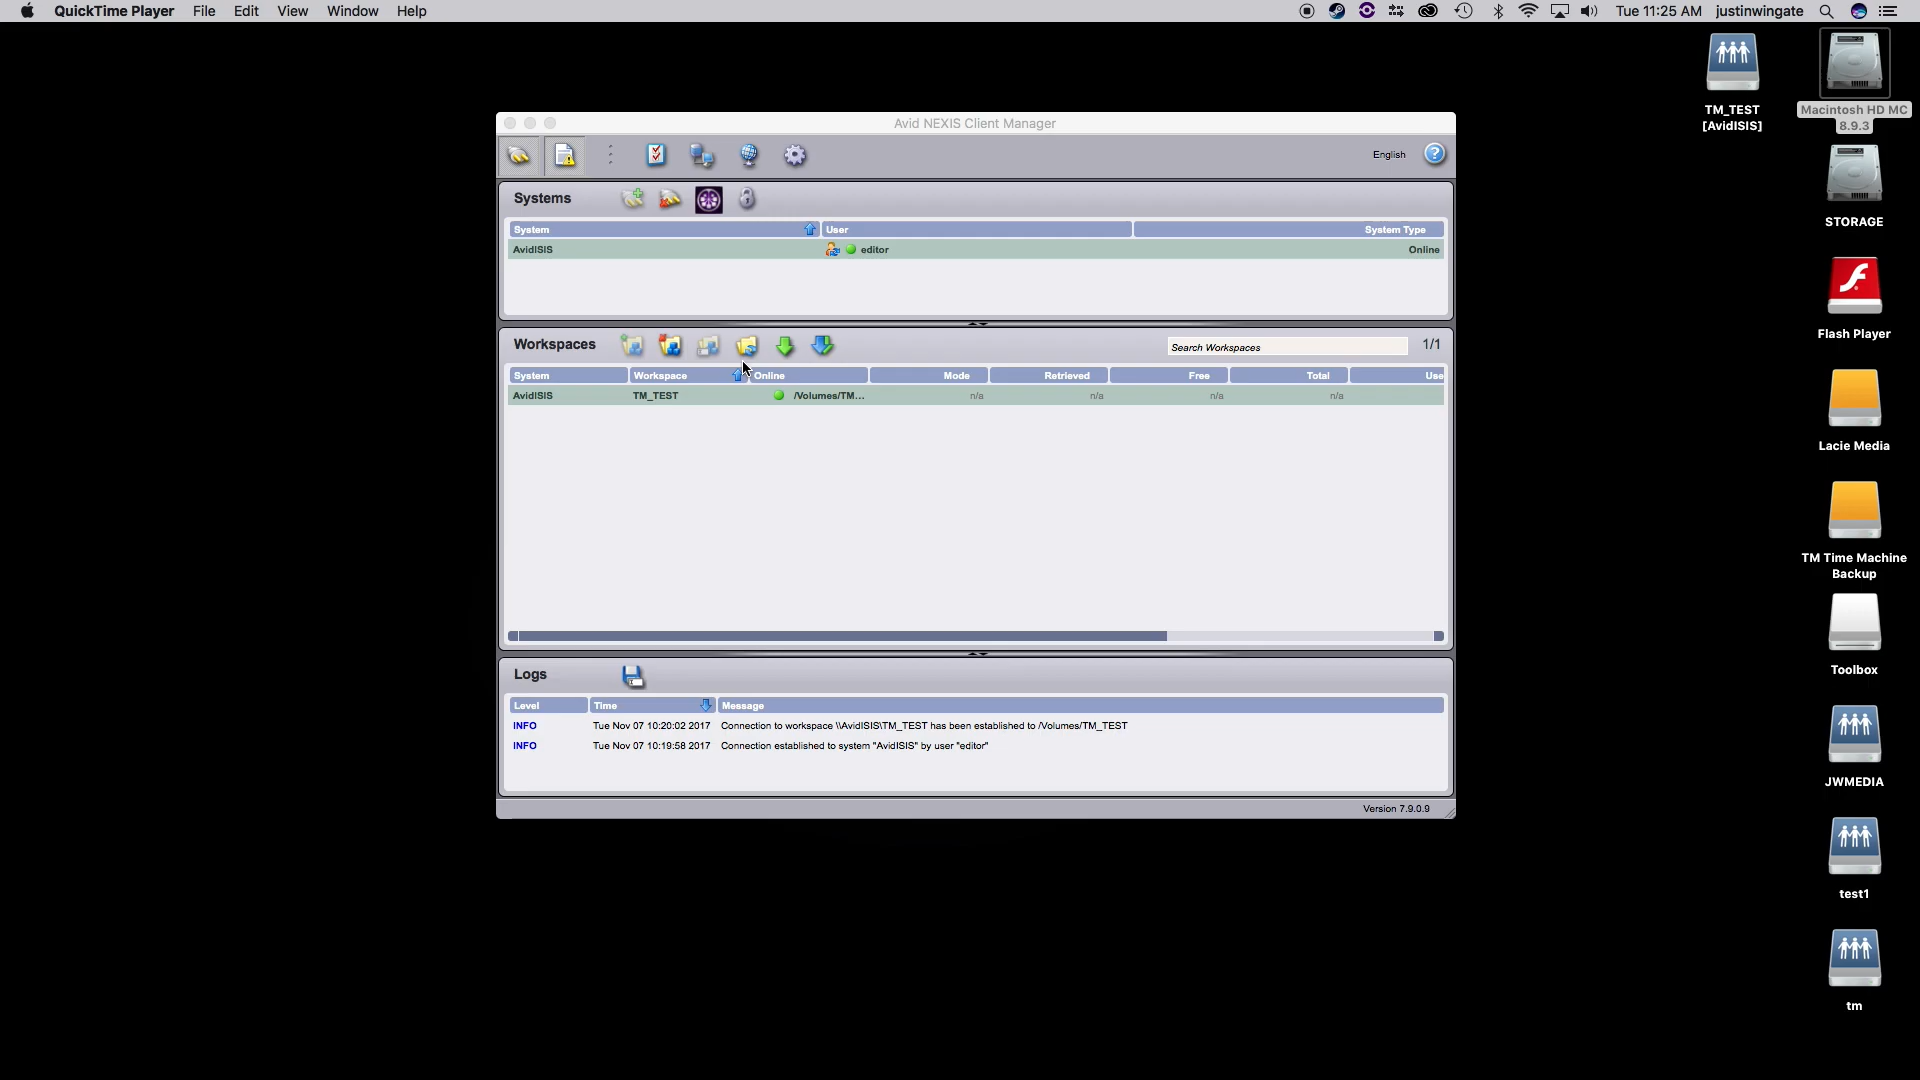 QuickTime Player File Edit View Window Help Tue 11:25 AM justinwingate
TM_TEST
[AvidISIS]
Macintosh HD MC
8.9.3
STORAGE
Flash Player
Lacie Media
TM Time Machine
Backup
Toolbox
JWMEDIA
test1
tm
Avid NEXIS Client Manager
English
Systems
System User System Type
AvidISIS editor Online
Workspaces Search Workspaces 1/1
System Workspace Online Mode Retrieved Free Total Use
AvidISIS TM_TEST /Volumes/TM... n/a n/a n/a n/a
Logs
Level Time Message
INFO Tue Nov 07 10:20:02 2017 Connection to workspace \\AvidISIS\TM_TEST has been established to /Volumes/TM_TEST
INFO Tue Nov 07 10:19:58 2017 Connection established to system "AvidISIS" by user "editor"
Version 7.9.0.9